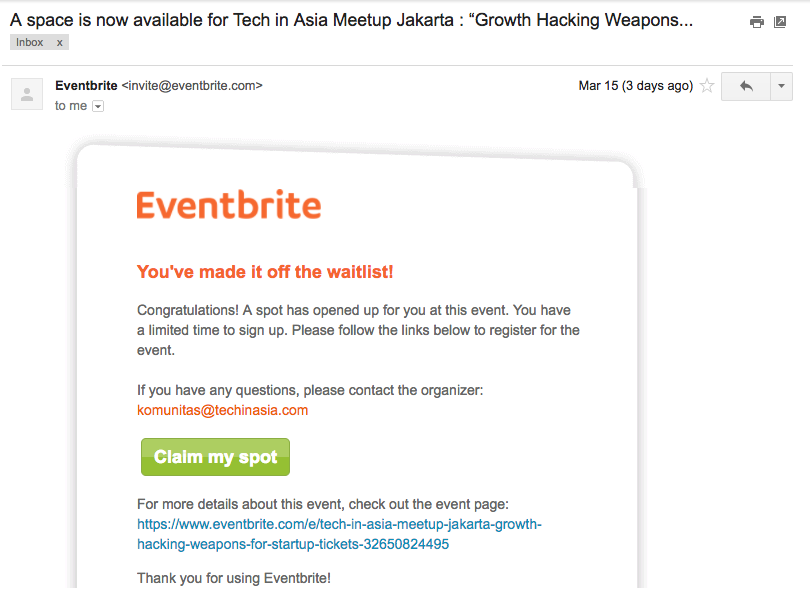 A space is now available for Tech in Asia Meetup Jakarta : “Growth Hacking Weapons...
Inbox x
Eventbrite <invite@eventbrite.com>
Mar 15 (3 days ago)
to me
Eventbrite
You've made it off the waitlist!
Congratulations! A spot has opened up for you at this event. You have
a limited time to sign up. Please follow the links below to register for the
event.
If you have any questions, please contact the organizer:
komunitas@techinasia.com
Claim my spot
For more details about this event, check out the event page:
https://www.eventbrite.com/e/tech-in-asia-meetup-jakarta-growth-
hacking-weapons-for-startup-tickets-32650824495
Thank you for using Eventbrite!